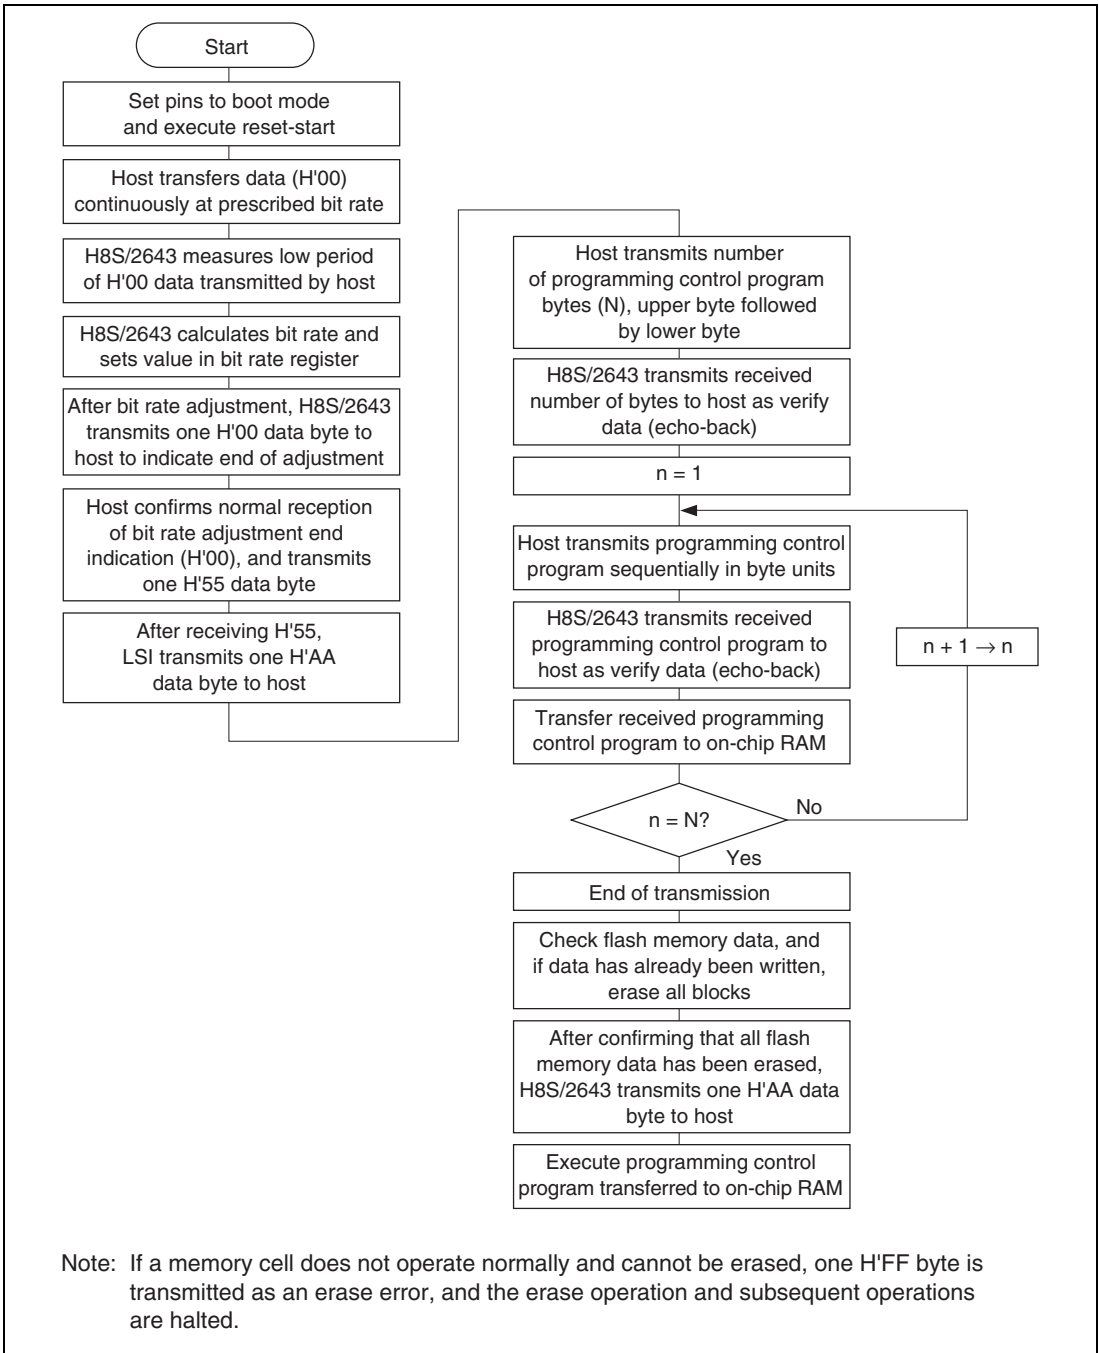 Start
Set pins to boot mode
and execute reset-start
Host transfers data (H'00)
continuously at prescribed bit rate
H8S/2643 measures low period
of H'00 data transmitted by host
H8S/2643 calculates bit rate and
sets value in bit rate register
After bit rate adjustment, H8S/2643
transmits one H'00 data byte to
host to indicate end of adjustment
Host confirms normal reception
of bit rate adjustment end
indication (H'00), and transmits
one H'55 data byte
After receiving H'55,
LSI transmits one H'AA
data byte to host
Host transmits number
of programming control program
bytes (N), upper byte followed
by lower byte
H8S/2643 transmits received
number of bytes to host as verify
data (echo-back)
n = 1
Host transmits programming control
program sequentially in byte units
H8S/2643 transmits received
programming control program to
host as verify data (echo-back)
n + 1 → n
Transfer received programming
control program to on-chip RAM
n = N?
No
Yes
End of transmission
Check flash memory data, and
if data has already been written,
erase all blocks
After confirming that all flash
memory data has been erased,
H8S/2643 transmits one H'AA data
byte to host
Execute programming control
program transferred to on-chip RAM
Note: If a memory cell does not operate normally and cannot be erased, one H'FF byte is
transmitted as an erase error, and the erase operation and subsequent operations
are halted.